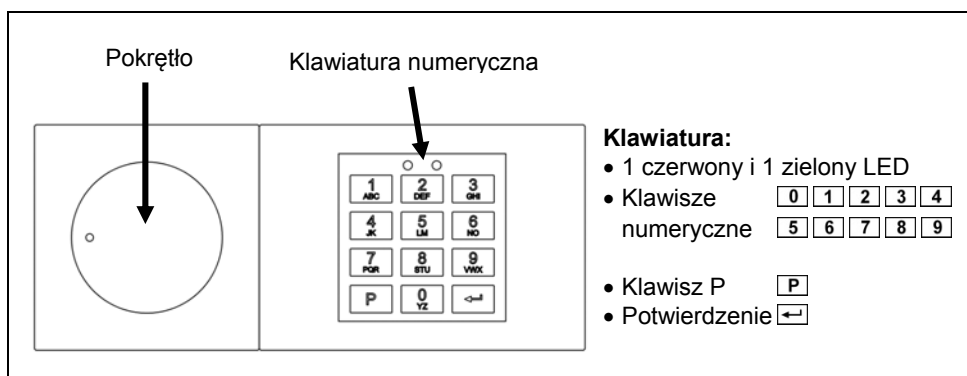 Pokrętło
Klawiatura numeryczna
1 2 3
ABC DEF GHI
4 5 6
JK LM NO
7 8 9
PQR STU VWX
P 0 ↵
YZ
Klawiatura:
• 1 czerwony i 1 zielony LED
• Klawisze 0 1 2 3 4
numeryczne 5 6 7 8 9
• Klawisz P P
• Potwierdzenie ↵